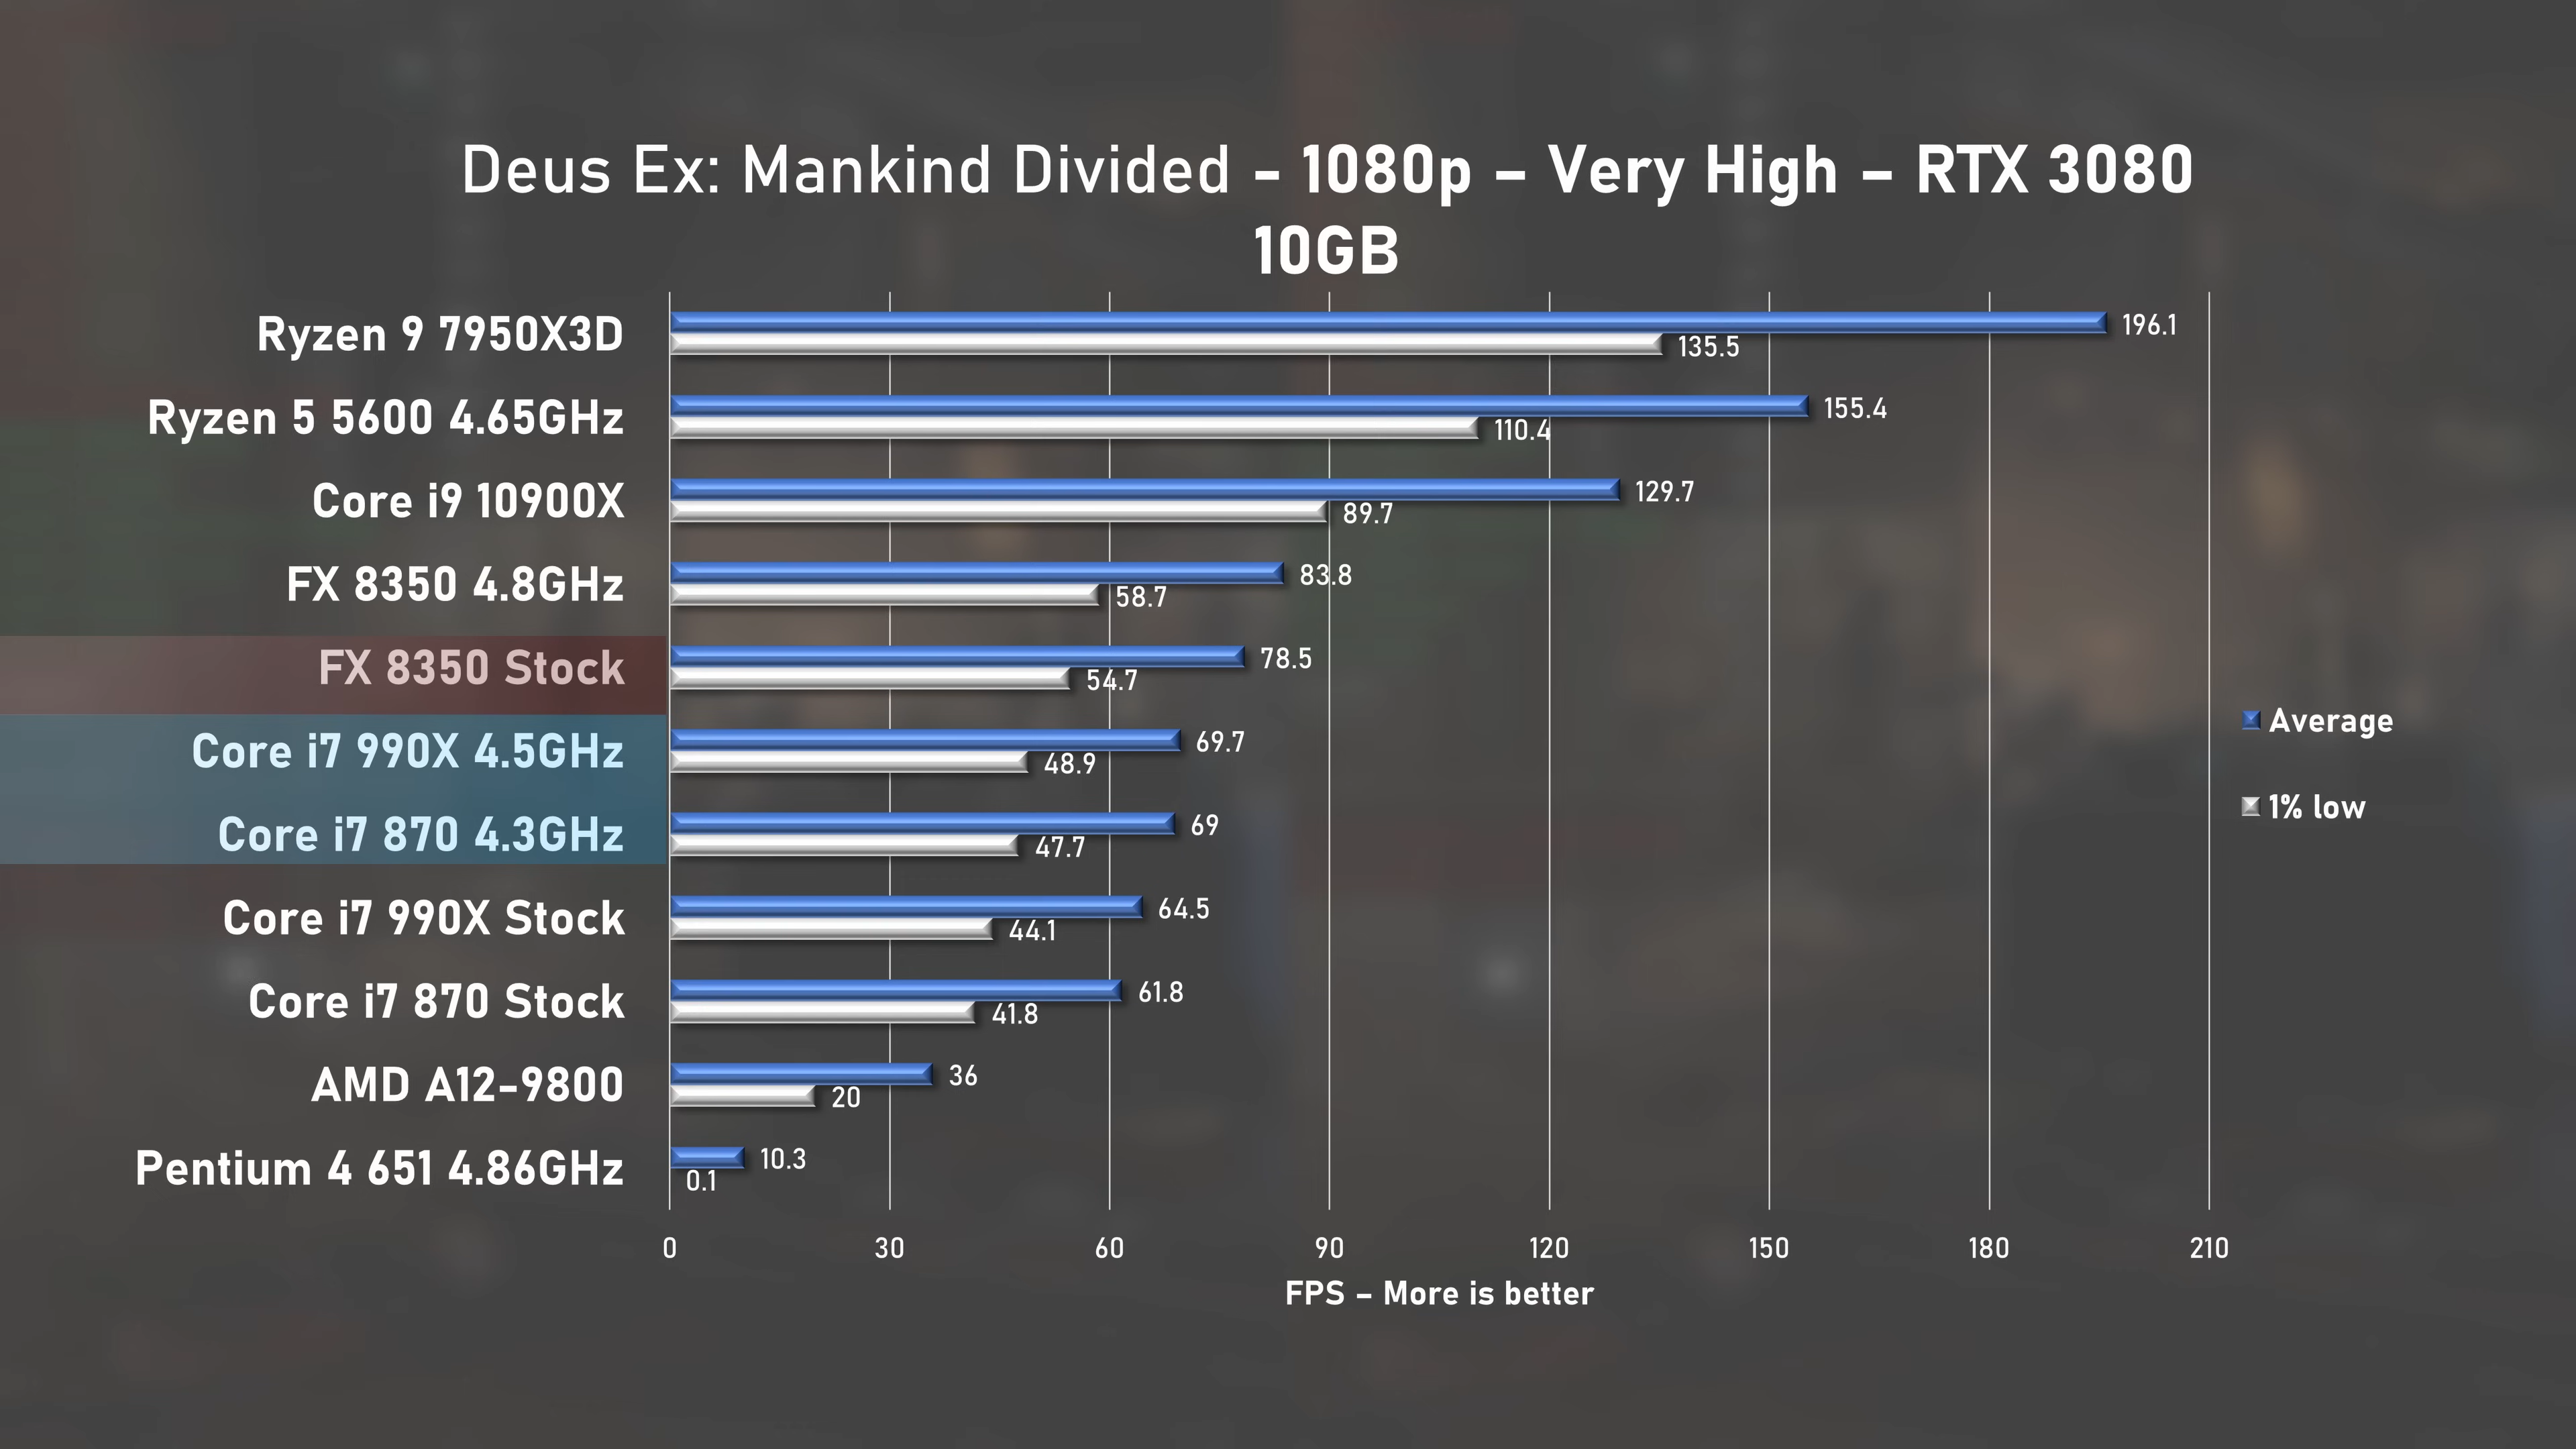 Deus Ex: Mankind Divided - 1080p – Very High – RTX 3080
10GB
Ryzen 9 7950X3D
196.1
135.5
Ryzen 5 5600 4.65GHz
155.4
110.4
Core i9 10900X
129.7
89.7
FX 8350 4.8GHz
83.8
58.7
FX 8350 Stock
78.5
54.7
Core i7 990X 4.5GHz
69.7
48.9
Core i7 870 4.3GHz
69
47.7
Core i7 990X Stock
64.5
44.1
Core i7 870 Stock
61.8
41.8
AMD A12-9800
36
20
Pentium 4 651 4.86GHz
10.3
0.1
Average
1% low
0 30 60 90 120 150 180 210
FPS – More is better